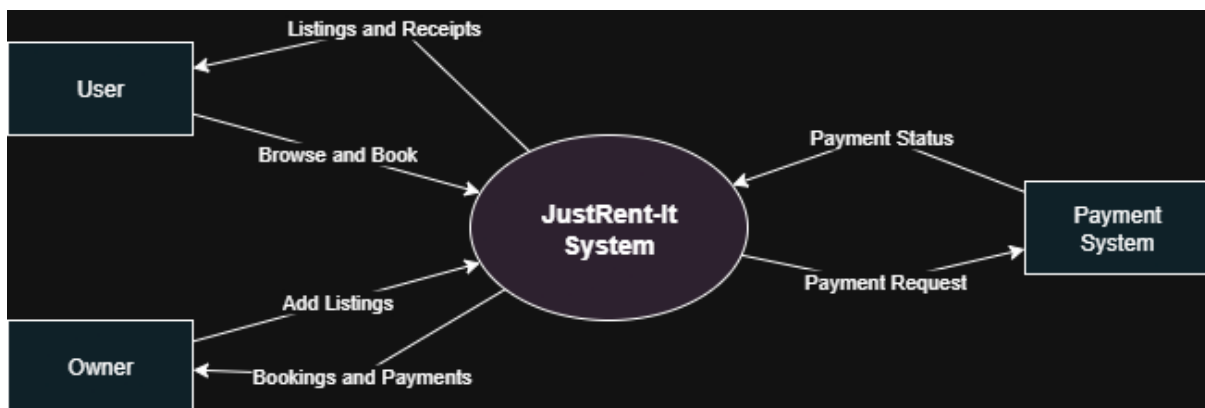 Listings and Receipts
User
Browse and Book
Payment Status
JustRent-It
System
Payment
System
Payment Request
Add Listings
Owner
Bookings and Payments